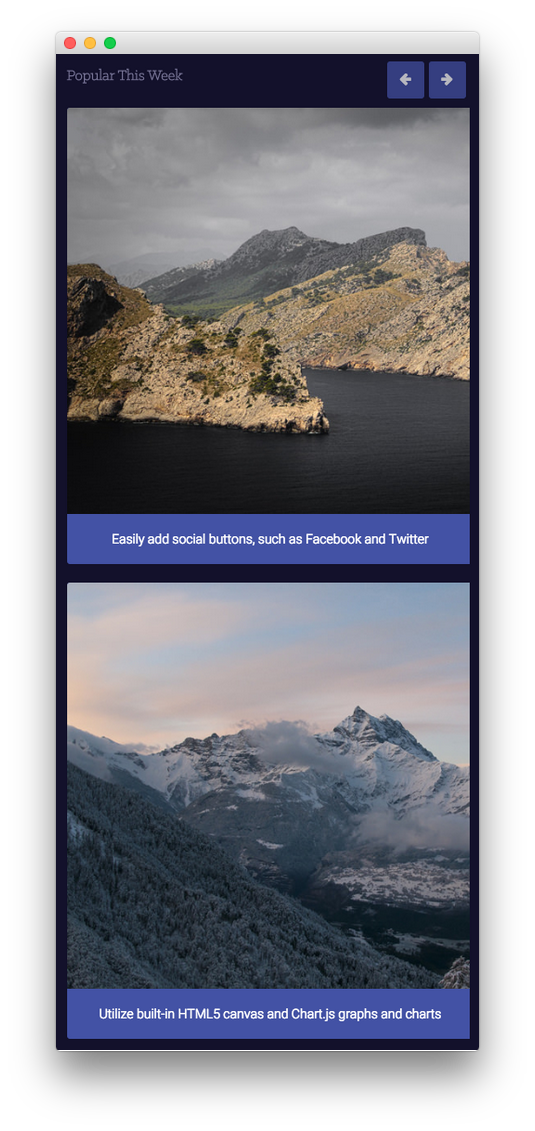 Popular This Week
Easily add social buttons, such as Facebook and Twitter
Utilize built-in HTML5 canvas and Chart.js graphs and charts